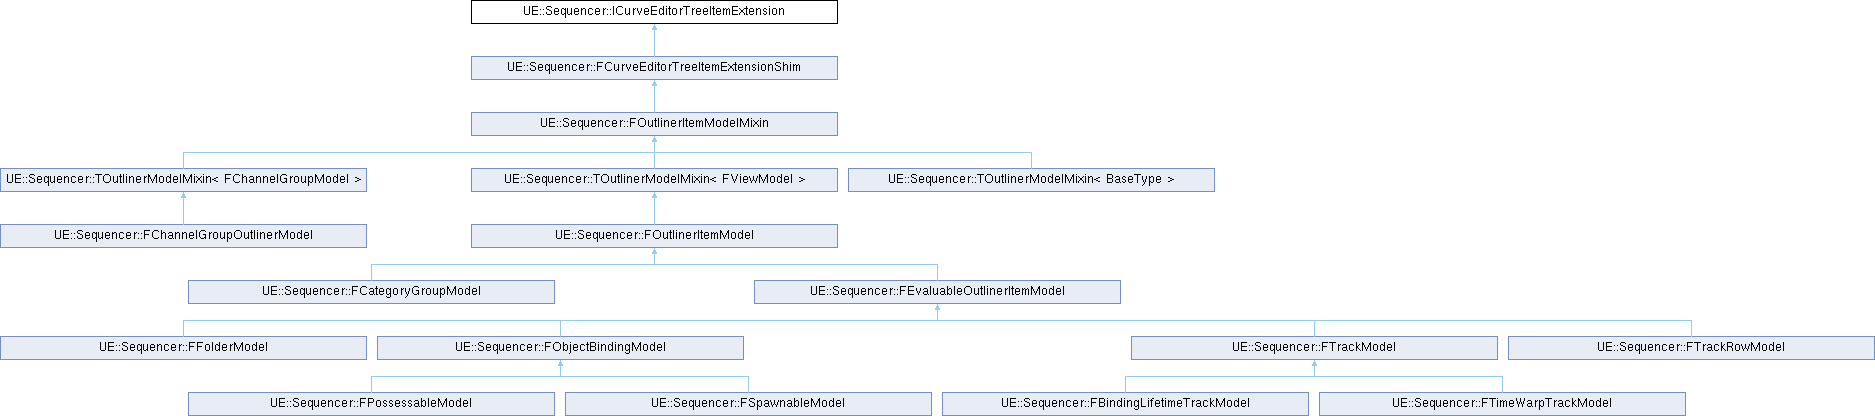 UE::Sequencer::ICurveEditorTreeItemExtension
UE::Sequencer::FCurveEditorTreeItemExtensionShim
UE::Sequencer::FOutlinerItemModelMixin
UE::Sequencer::TOutlinerModelMixin< FChannelGroupModel >
UE::Sequencer::TOutlinerModelMixin< FViewModel >
UE::Sequencer::TOutlinerModelMixin< BaseType >
UE::Sequencer::FChannelGroupOutlinerModel
UE::Sequencer::FOutlinerItemModel
UE::Sequencer::FCategoryGroupModel
UE::Sequencer::FEvaluableOutlinerItemModel
UE::Sequencer::FFolderModel
UE::Sequencer::FObjectBindingModel
UE::Sequencer::FTrackModel
UE::Sequencer::FTrackRowModel
UE::Sequencer::FPossessableModel
UE::Sequencer::FSpawnableModel
UE::Sequencer::FBindingLifetimeTrackModel
UE::Sequencer::FTimeWarpTrackModel